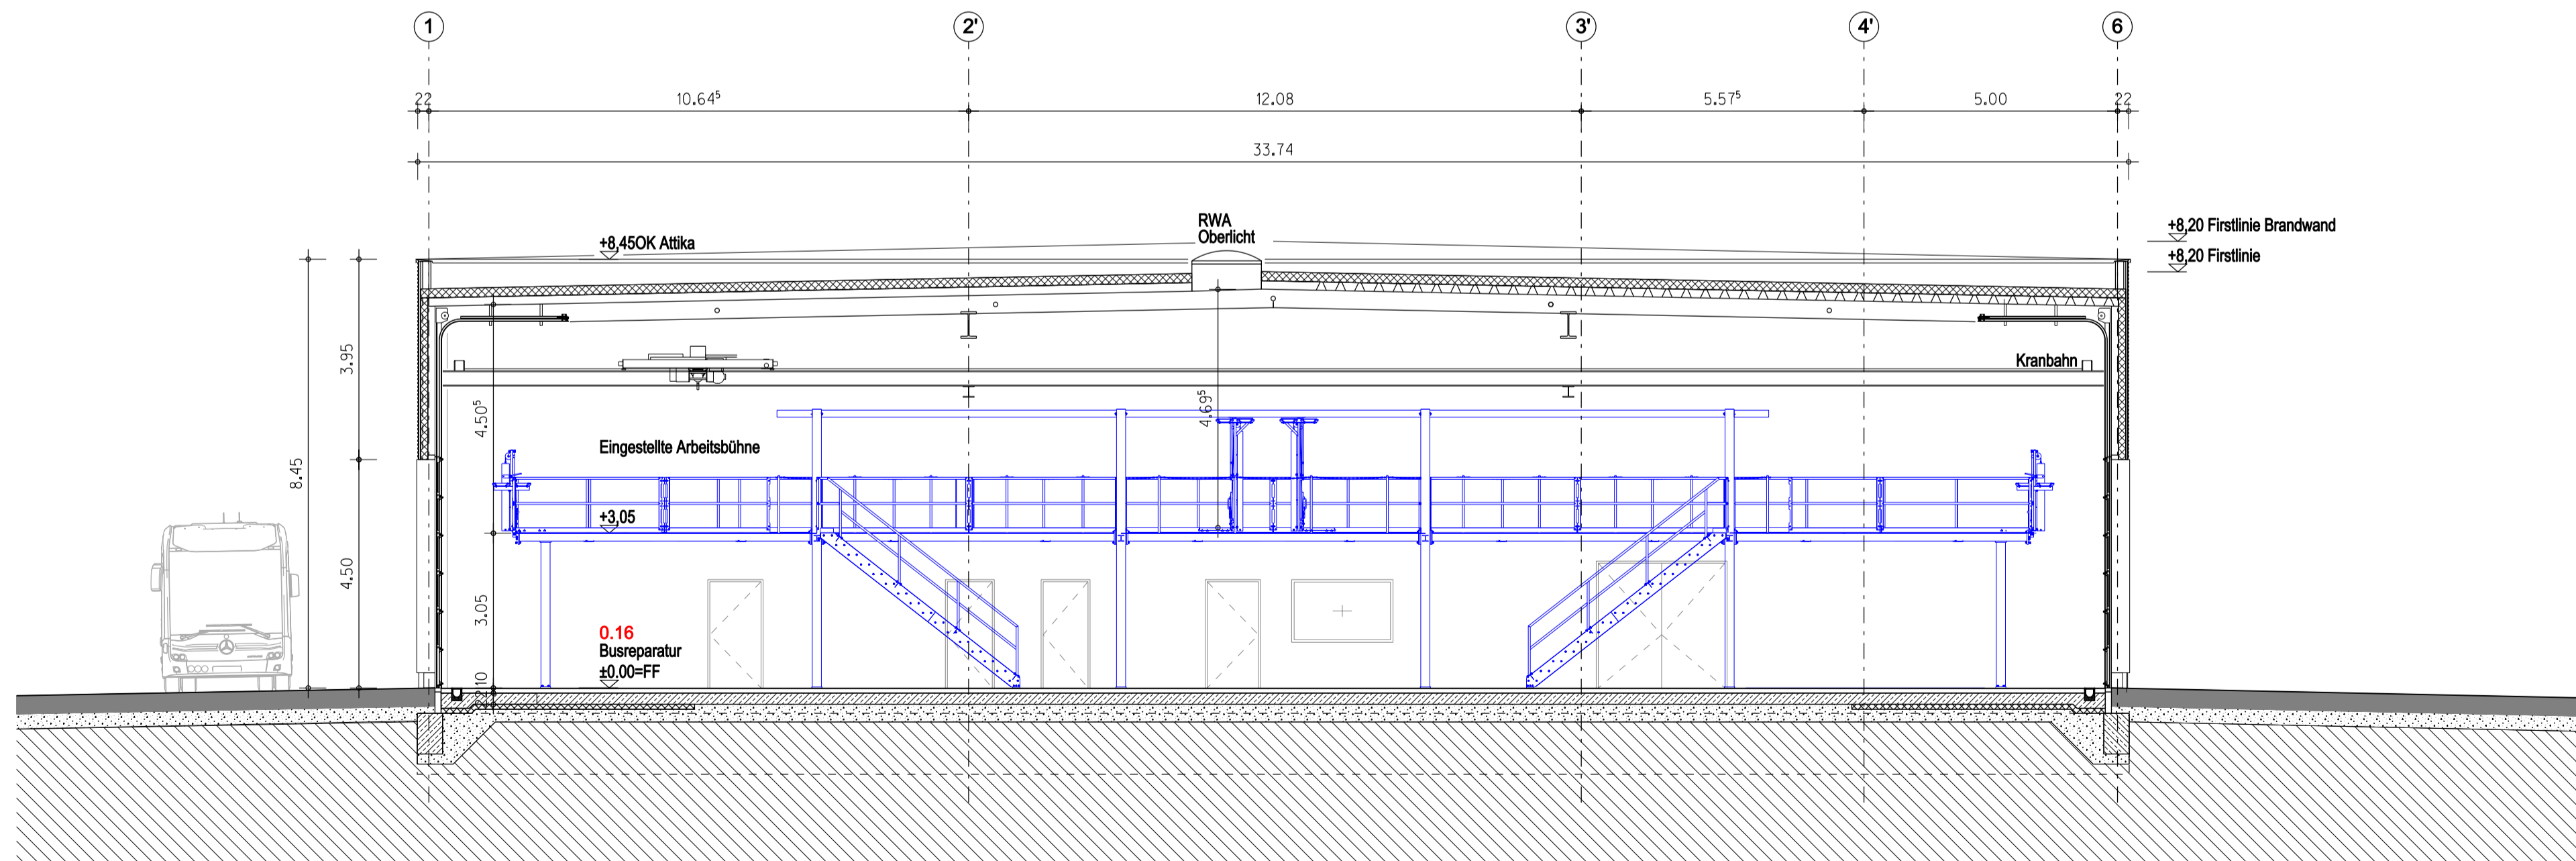 1
2'
3'
4'
6
22
10.64⁵
12.08
5.57⁵
5.00
22
33.74
RWA
Oberlicht
+8,45OK Attika
+8,20 Firstlinie Brandwand
+8,20 Firstlinie
3.95
8.45
4.50
4.50⁵
4.69⁵
Kranbahn
Eingestellte Arbeitsbühne
+3,05
3.05
0.16
Busreparatur
±0.00=FF